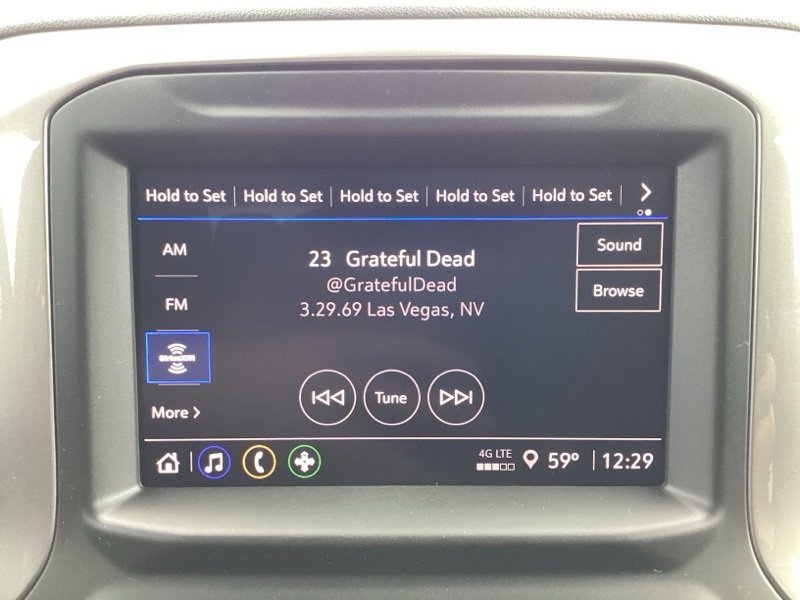 Hold to Set Hold to Set Hold to Set Hold to Set Hold to Set
AM
FM
SiriusXM
More
23 Grateful Dead
@GratefulDead
3.29.69 Las Vegas, NV
Sound
Browse
Tune
4G LTE
59°
12:29